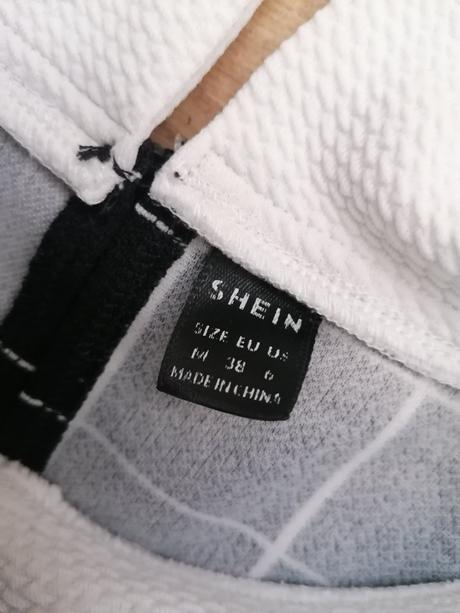 SHEIN
SIZE EU US
M 38 6
MADE IN CHINA